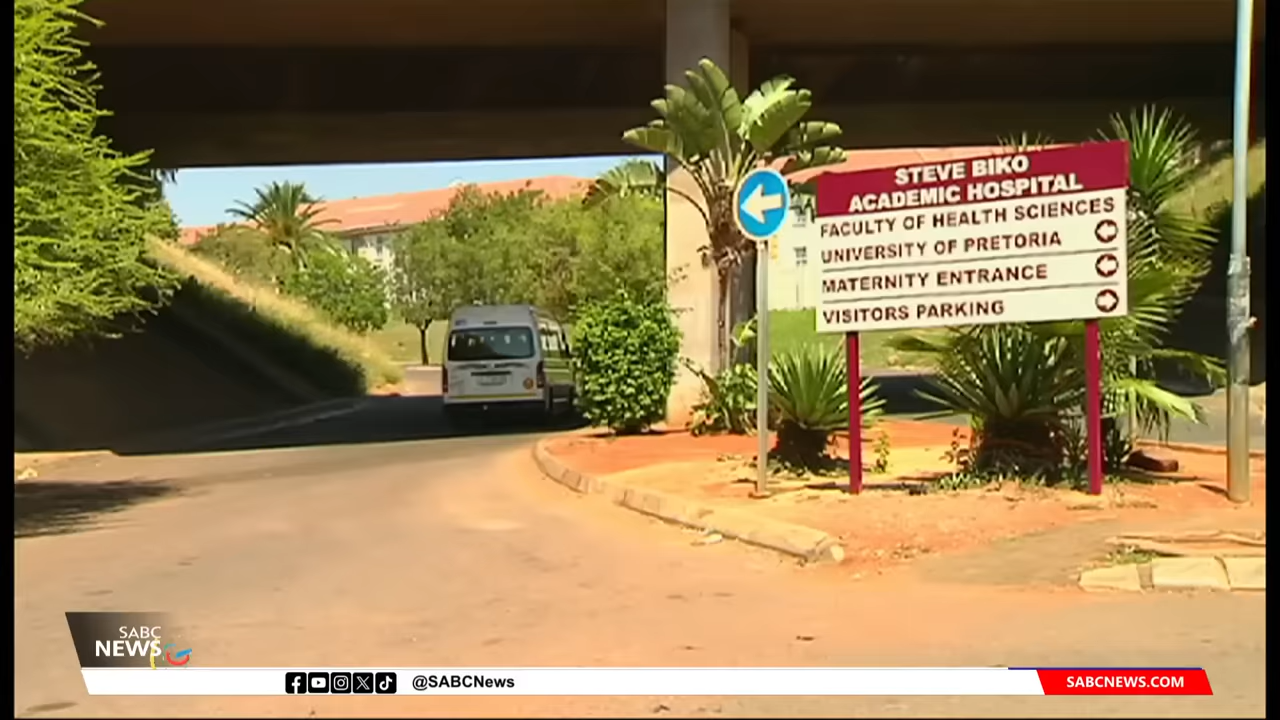 STEVE BIKO
ACADEMIC HOSPITAL
FACULTY OF HEALTH SCIENCES
UNIVERSITY OF PRETORIA
MATERNITY ENTRANCE
VISITORS PARKING
SABC
NEWS
@SABCNews
SABCNEWS.COM